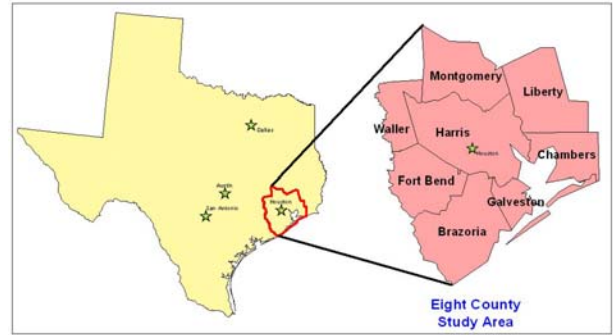 Dallas
Austin
San Antonio
Houston
Montgomery
Liberty
Waller
Harris
Houston
Chambers
Fort Bend
Galveston
Brazoria
Eight County
Study Area